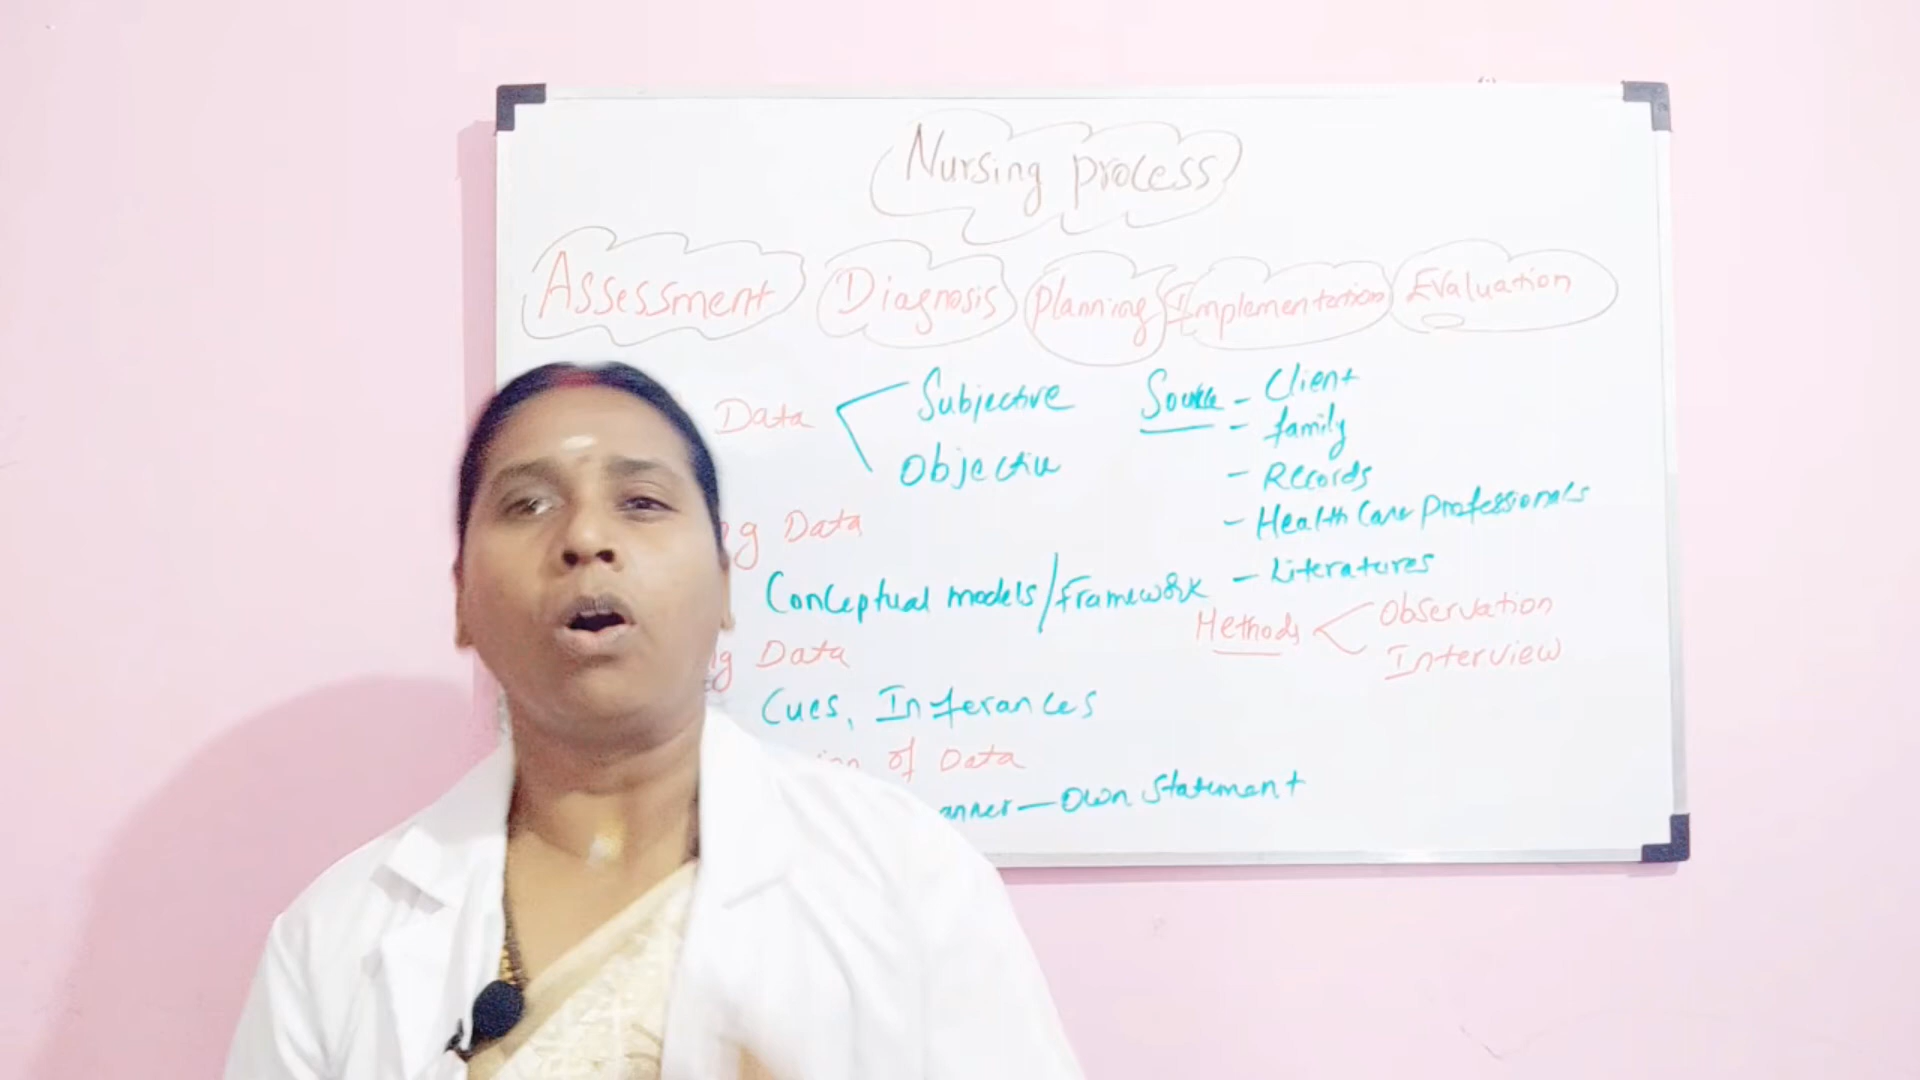 Nursing process
Assessment Diagnosis Planning Implementation Evaluation
Data Subjective
Objective
Source - Client
- family
- Records
- Health Care Professionals
- Literatures
g Data
Conceptual models/Framework
Methods Observation
Interview
g Data
Cues, Inferances
of Data
anner - Own Statement